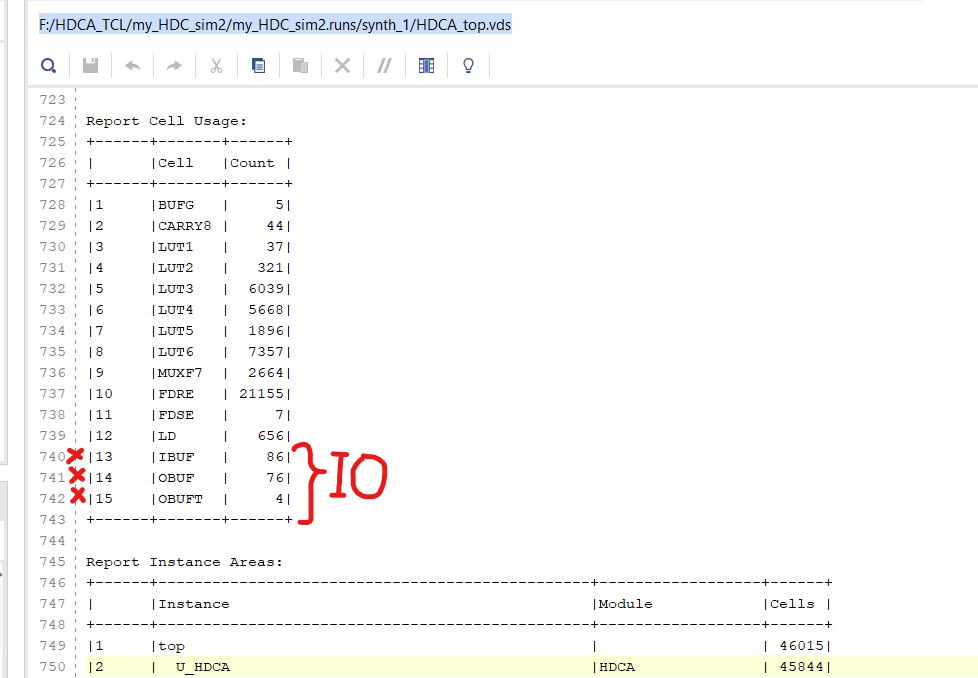 F:/HDCA_TCL/my_HDC_sim2/my_HDC_sim2.runs/synth_1/HDCA_top.vds
723
724 Report Cell Usage:
725 +------+-------+------+
726 |      |Cell   |Count |
727 +------+-------+------+
728 |1     |BUFG   |     5|
729 |2     |CARRY8 |    44|
730 |3     |LUT1   |    37|
731 |4     |LUT2   |   321|
732 |5     |LUT3   |  6039|
733 |6     |LUT4   |  5668|
734 |7     |LUT5   |  1896|
735 |8     |LUT6   |  7357|
736 |9     |MUXF7  |  2664|
737 |10    |FDRE   | 21155|
738 |11    |FDSE   |     7|
739 |12    |LD     |   656|
740 |13    |IBUF   |    86|
741 |14    |OBUF   |    76|
742 |15    |OBUFT  |     4|
IO
743 +------+-------+------+
744
745 Report Instance Areas:
746 +------+------------------------------------------------+------------------+------+
747 |      |Instance                                        |Module            |Cells |
748 +------+------------------------------------------------+------------------+------+
749 |1     |top                                             |                  | 46015|
750 |2     |  U_HDCA                                        |HDCA              | 45844|